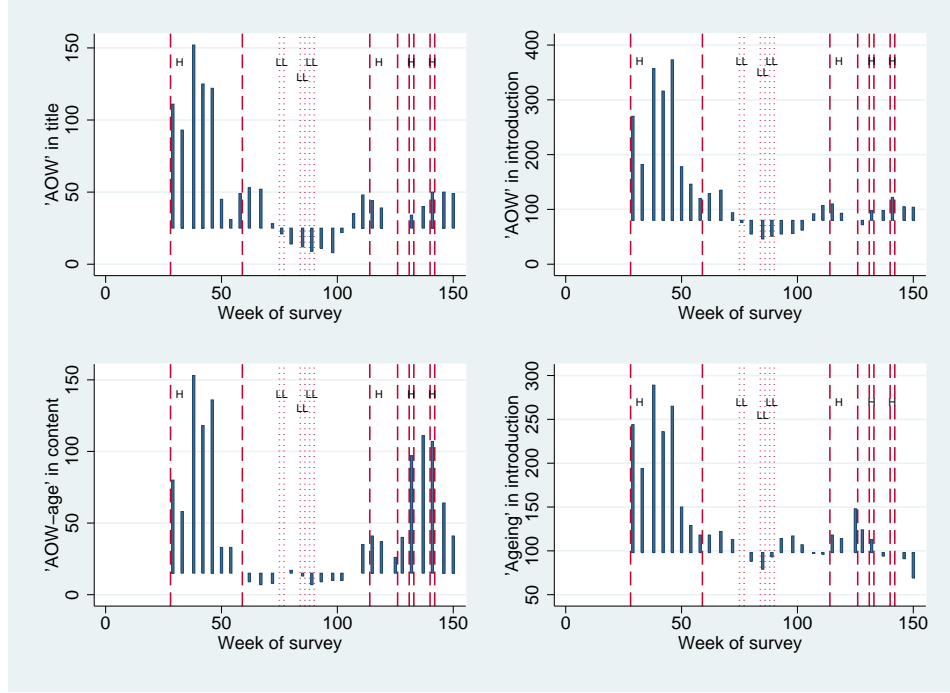 'AOW' in title
150
100
50
0
H
LL
LL
LL
H
H
H
0
50
100
150
Week of survey
'AOW' in introduction
400
300
200
100
0
H
LL
LL
LL
H
H
H
0
50
100
150
Week of survey
'AOW−age' in content
150
100
50
0
H
LL
LL
LL
H
H
H
0
50
100
150
Week of survey
'Ageing' in introduction
300
250
200
150
100
50
H
LL
LL
LL
H
H
H
0
50
100
150
Week of survey